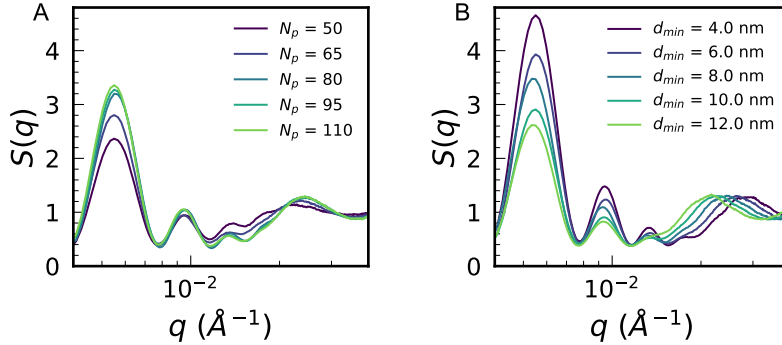 A
S(q)
4
3
2
1
0
N_p = 50
N_p = 65
N_p = 80
N_p = 95
N_p = 110
10⁻²
q (Å⁻¹)
B
S(q)
4
3
2
1
0
d_min = 4.0 nm
d_min = 6.0 nm
d_min = 8.0 nm
d_min = 10.0 nm
d_min = 12.0 nm
10⁻²
q (Å⁻¹)